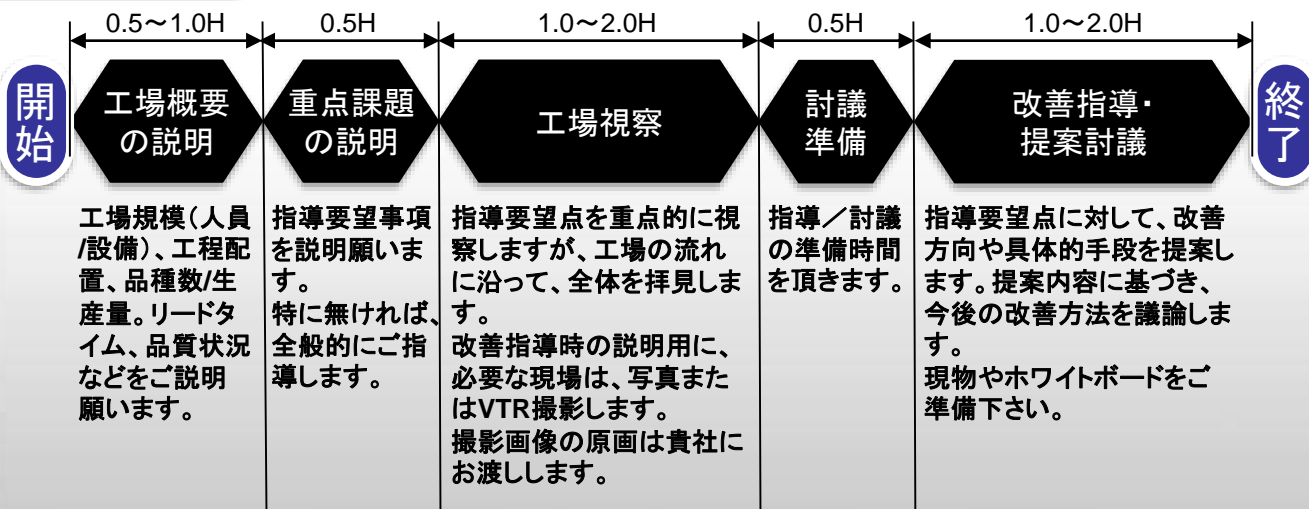 0.5～1.0H
0.5H
1.0～2.0H
0.5H
1.0～2.0H
開
始
工場概要
の説明
重点課題
の説明
工場視察
討議
準備
改善指導・
提案討議
終
了
工場規模（人員
/設備）、工程配
置、品種数/生
産量。リードタ
イム、品質状況
などをご説明
願います。
指導要望事項
を説明願いま
す。
特に無ければ、
全般的にご指
導します。
指導要望点を重点的に視
察しますが、工場の流れ
に沿って、全体を拝見しま
す。
改善指導時の説明用に、
必要な現場は、写真また
はVTR撮影します。
撮影画像の原画は貴社に
お渡しします。
指導／討議
の準備時間
を頂きます。
指導要望点に対して、改善
方向や具体的手段を提案し
ます。提案内容に基づき、
今後の改善方法を議論しま
す。
現物やホワイトボードをご
準備下さい。